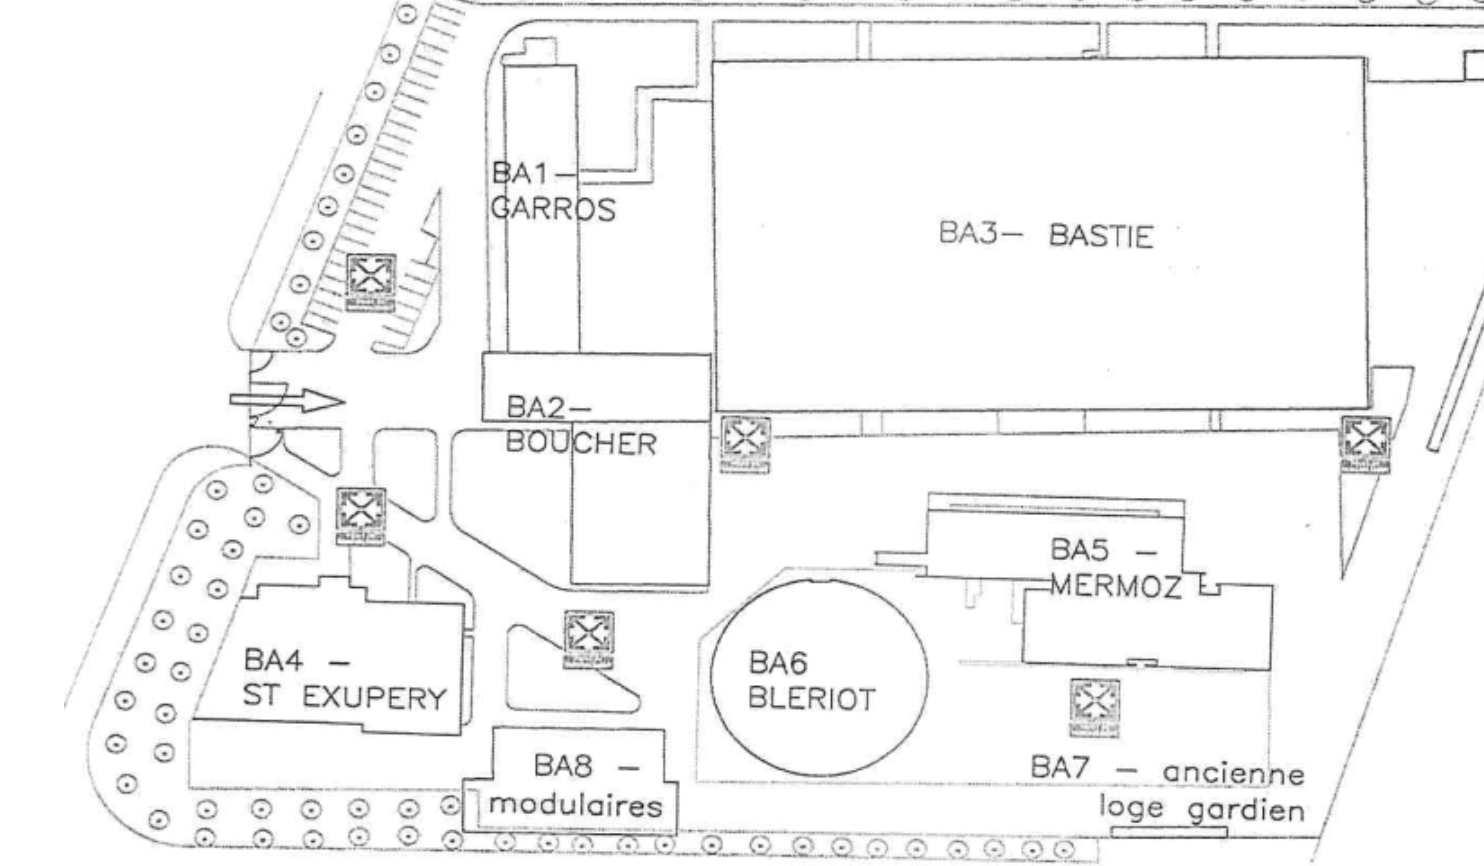 BA1-
GARROS
BA3- BASTIE
BA2-
BOUCHER
BA5 -
MERMOZ
BA4 -
ST EXUPERY
BA6
BLERIOT
BA8 -
modulaires
BA7 - ancienne
loge gardien